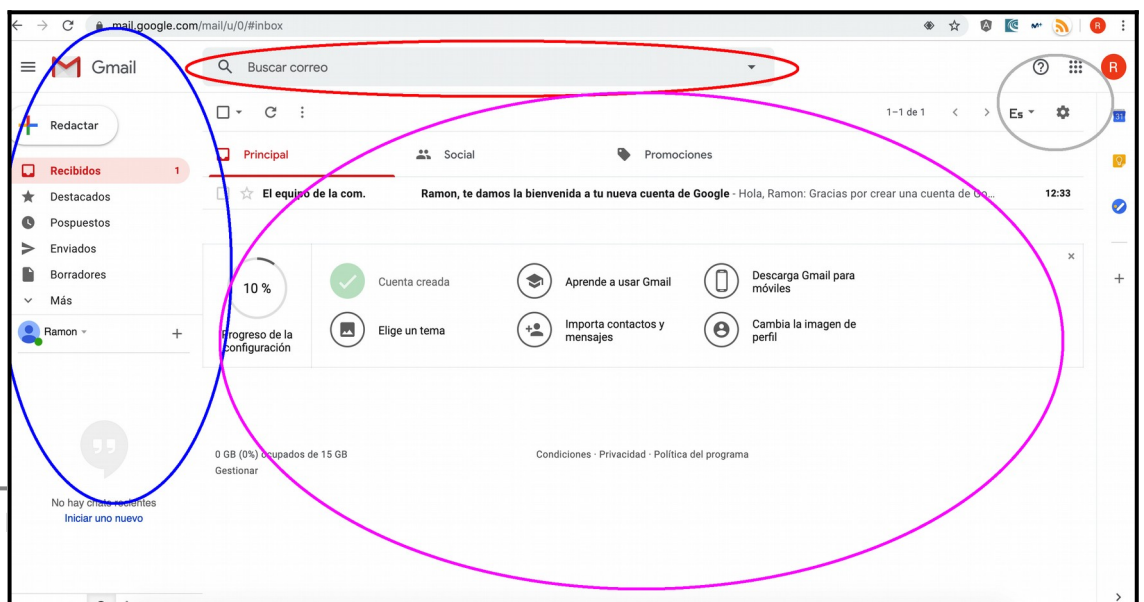 mail.google.com/mail/u/0/#inbox
R
Gmail
Buscar correo
R
Redactar
1-1 de 1
Es
31
Principal
Social
Promociones
Recibidos 1
Destacados
Pospuestos
Enviados
Borradores
Más
El equipo de la com. Ramon, te damos la bienvenida a tu nueva cuenta de Google - Hola, Ramon: Gracias por crear una cuenta de Go... 12:33
Ramon
10 %
Progreso de la
configuración
Cuenta creada
Aprende a usar Gmail
Descarga Gmail para
móviles
Elige un tema
Importa contactos y
mensajes
Cambia la imagen de
perfil
0 GB (0%) ocupados de 15 GB
Gestionar
Condiciones · Privacidad · Política del programa
No hay chats recientes
Iniciar uno nuevo